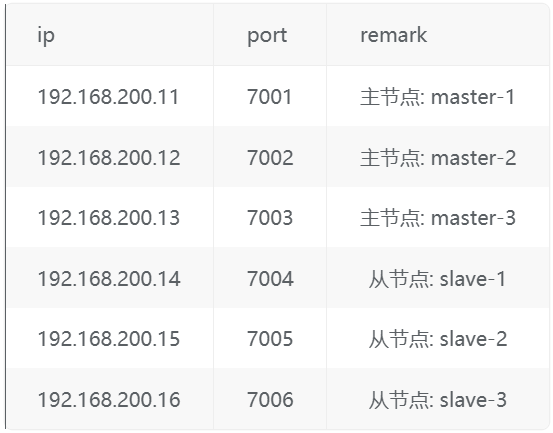 ip port remark
192.168.200.11 7001 主节点: master-1
192.168.200.12 7002 主节点: master-2
192.168.200.13 7003 主节点: master-3
192.168.200.14 7004 从节点: slave-1
192.168.200.15 7005 从节点: slave-2
192.168.200.16 7006 从节点: slave-3